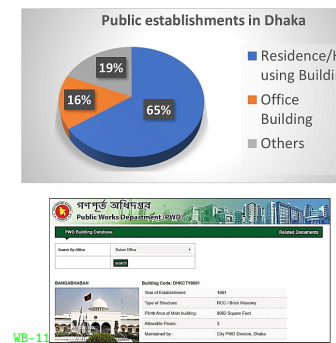 Public establishments in Dhaka
19%
16%
65%
Residence/H
using Buildin
Office
Building
Others
গণপূর্ত অধিদপ্তর
Public Works Department (PWD)
PWD Building Database
Related Documents
Search By Office
Select Office
SEARCH
BANGABHABAN
Building Code: DHKCTY0001
Year of Establishment: 1961
Type of Structure: RCC / Brick Masonry
Plinth Area of Main building: 9983 Square Feet
Allowable Floors: 3
Maintained by : City PWD Division, Dhaka
WB-11